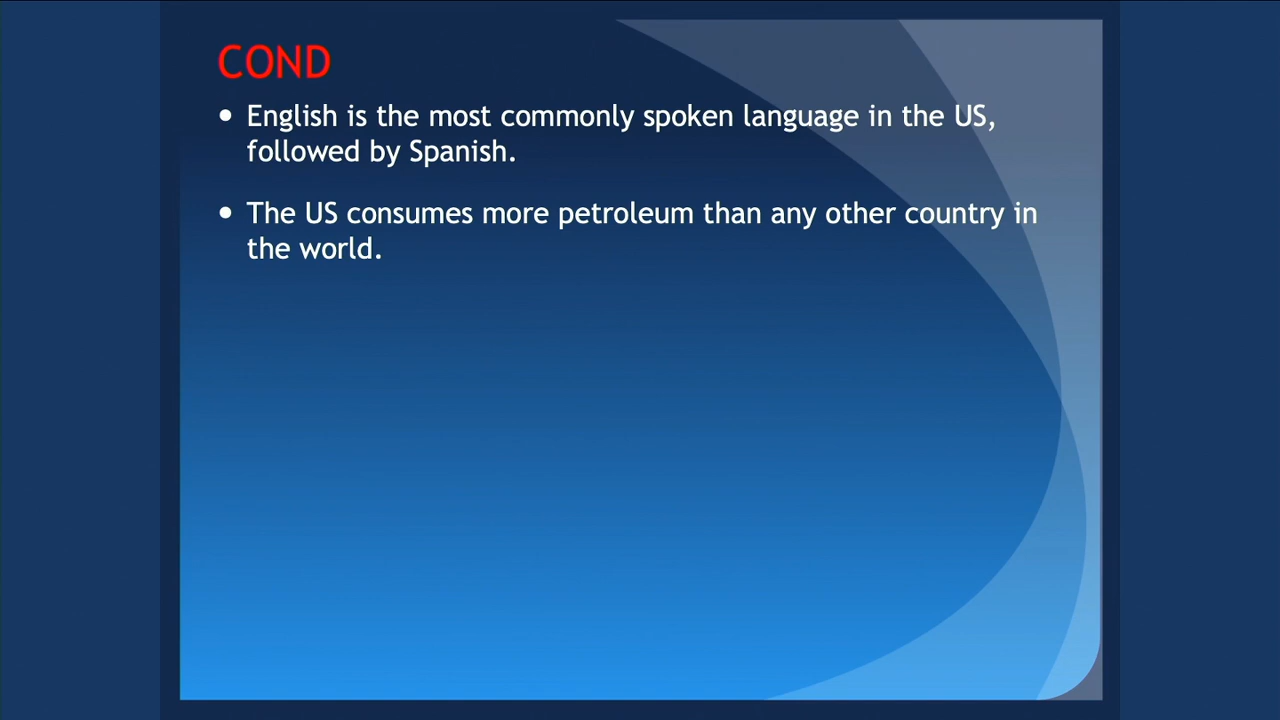 COND
• English is the most commonly spoken language in the US,
followed by Spanish.
• The US consumes more petroleum than any other country in
the world.